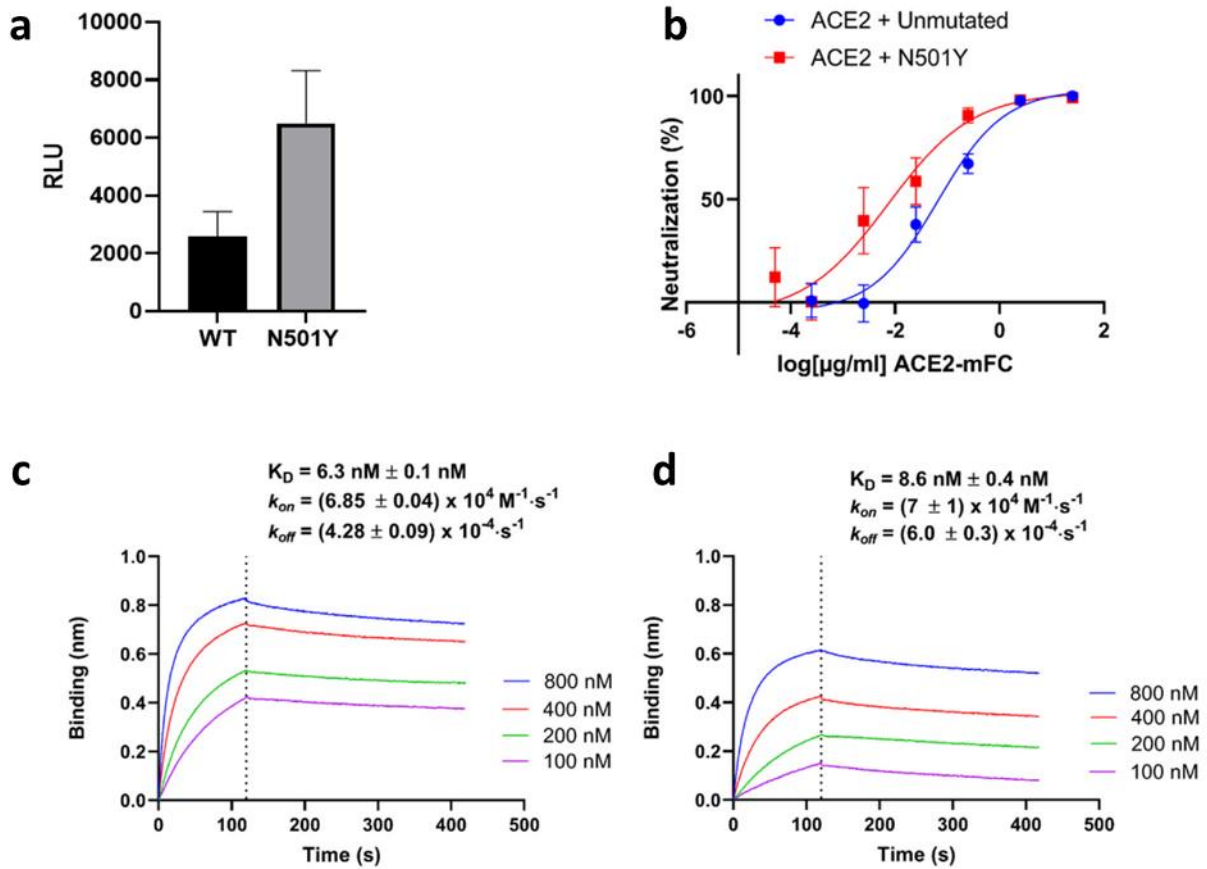 a
10000
8000
6000
4000
2000
0
RLU
WT N501Y
b
ACE2 + Unmutated
ACE2 + N501Y
100
50
Neutralization (%)
-6 -4 -2 0 2
log[µg/ml] ACE2-mFC
c
K_D = 6.3 nM ± 0.1 nM
k_on = (6.85 ± 0.04) x 10⁴ M⁻¹·s⁻¹
k_off = (4.28 ± 0.09) x 10⁻⁴·s⁻¹
1.0
0.8
0.6
0.4
0.2
0.0
Binding (nm)
800 nM
400 nM
200 nM
100 nM
0 100 200 300 400 500
Time (s)
d
K_D = 8.6 nM ± 0.4 nM
k_on = (7 ± 1) x 10⁴ M⁻¹·s⁻¹
k_off = (6.0 ± 0.3) x 10⁻⁴·s⁻¹
1.0
0.8
0.6
0.4
0.2
0.0
Binding (nm)
800 nM
400 nM
200 nM
100 nM
0 100 200 300 400 500
Time (s)